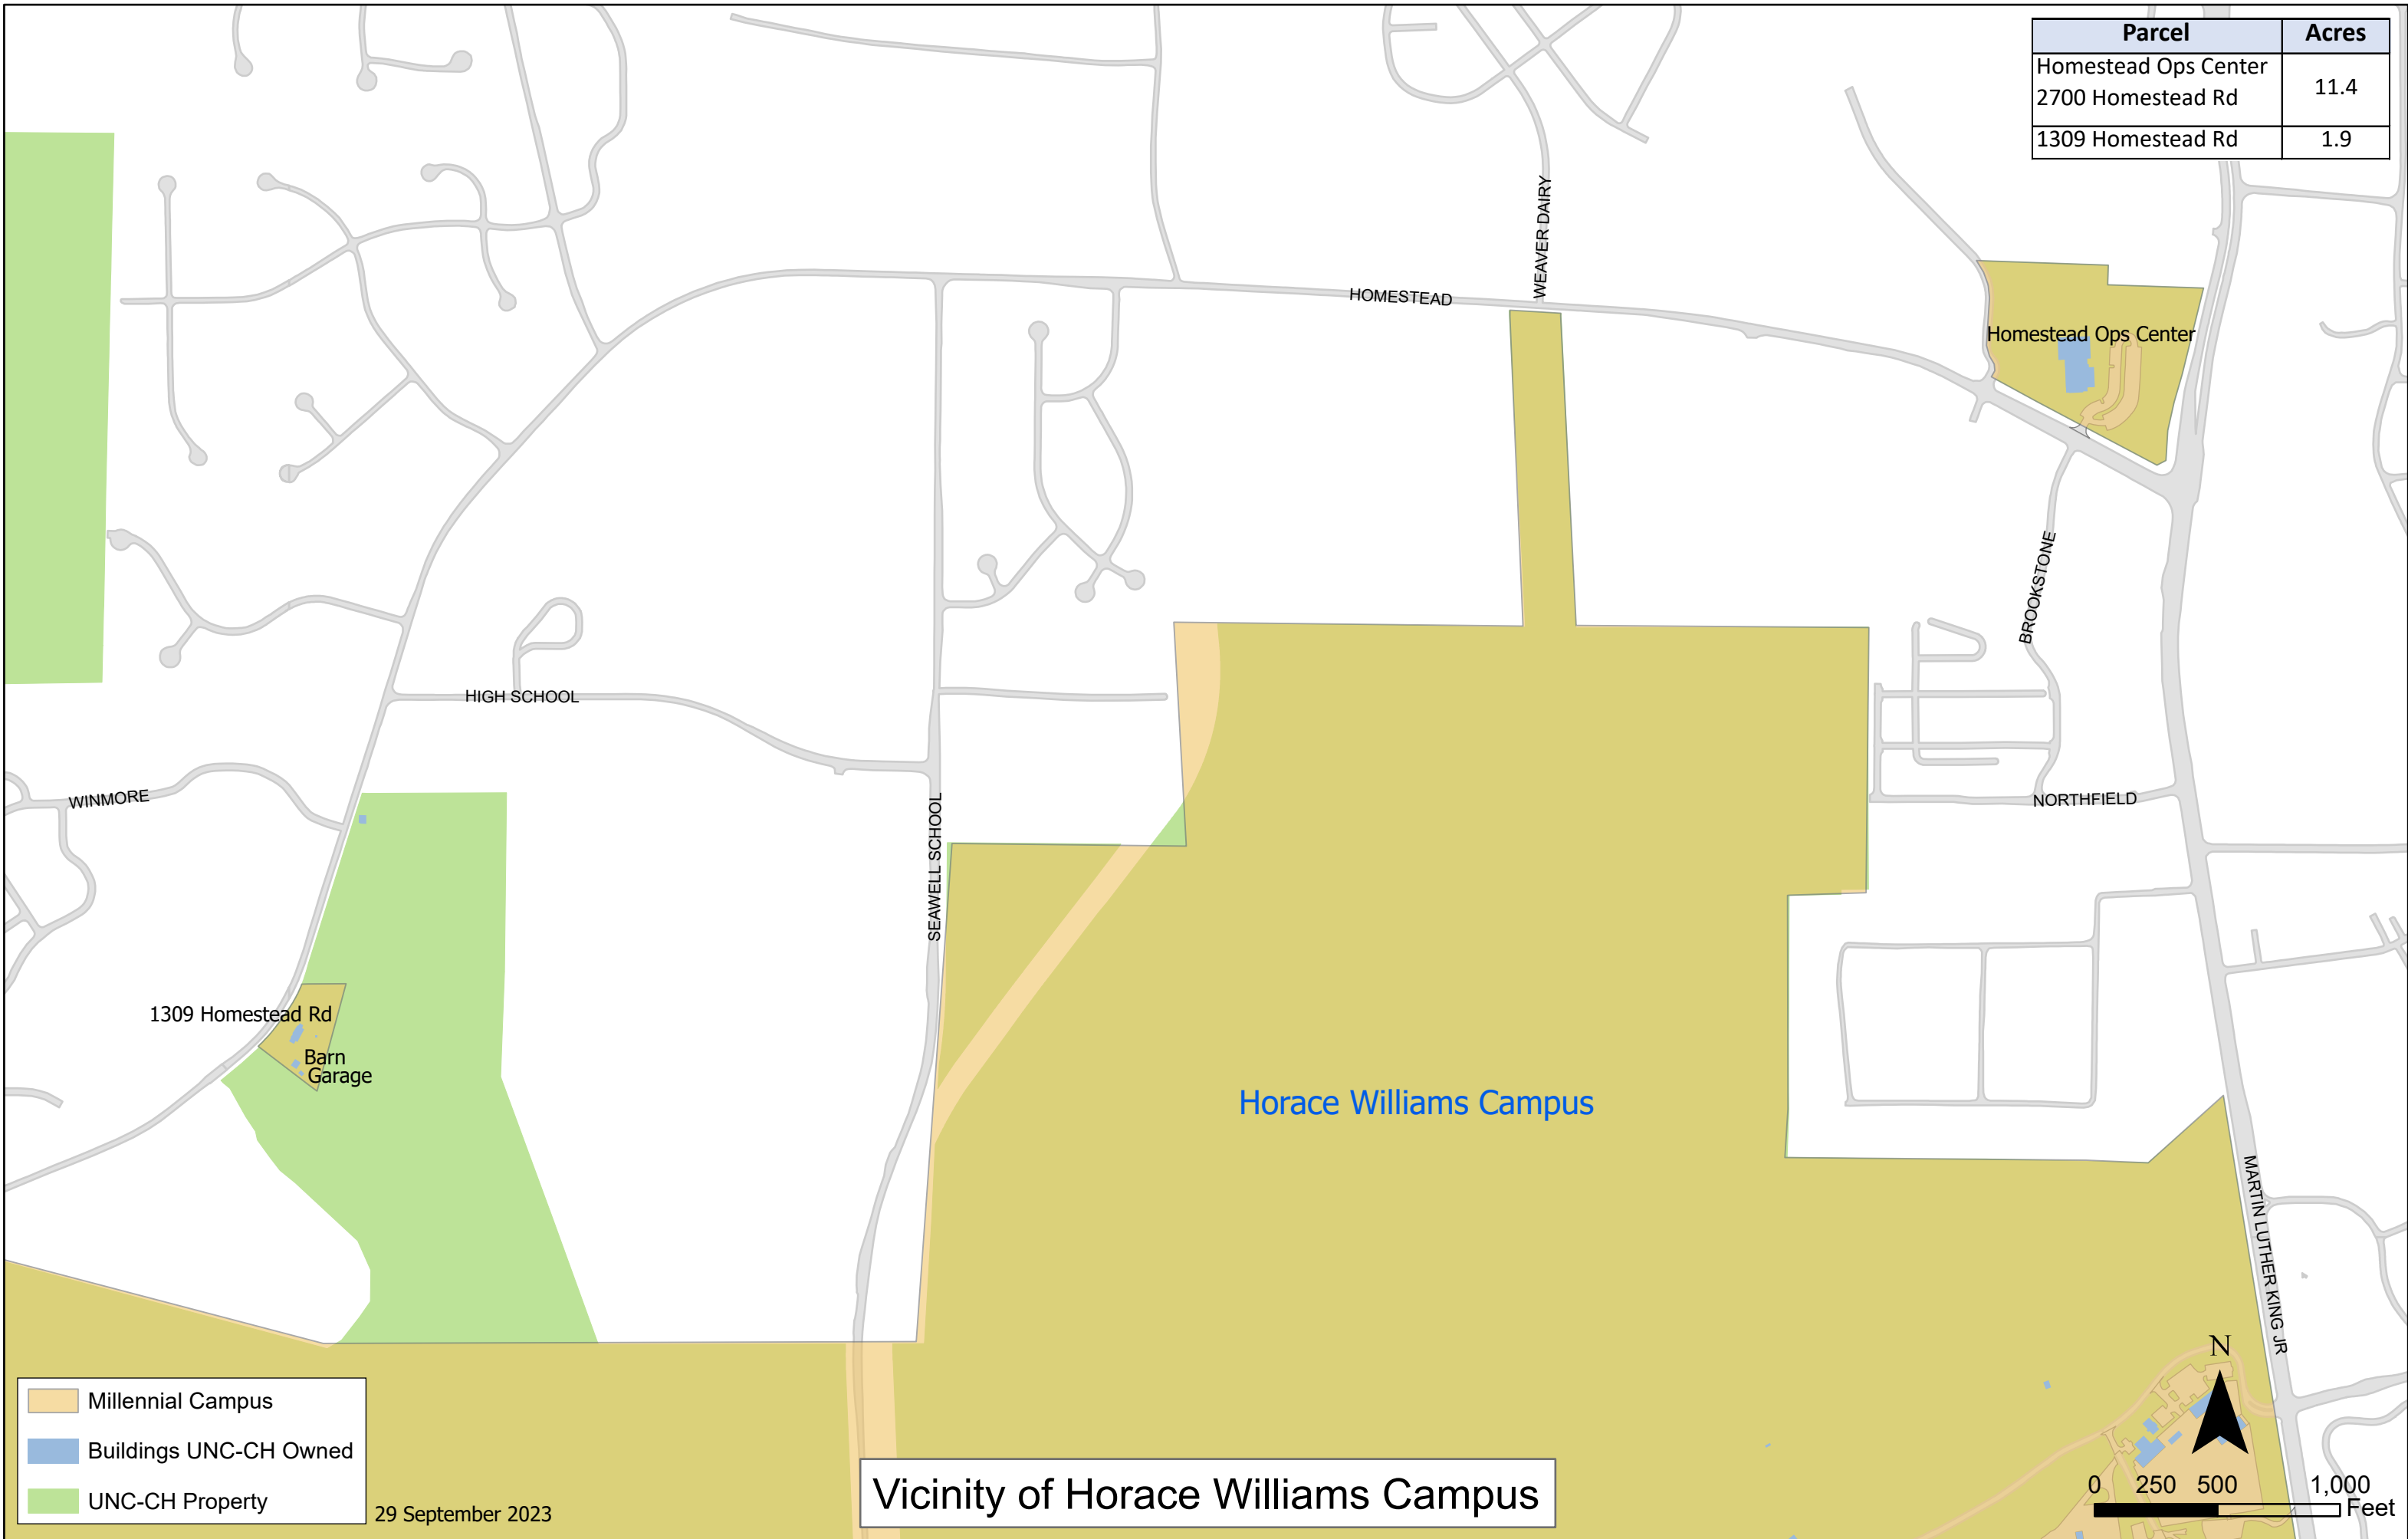 Parcel Acres
Homestead Ops Center
2700 Homestead Rd
11.4
1309 Homestead Rd 1.9
WEAVER DAIRY
HOMESTEAD
Homestead Ops Center
BROOKSTONE
HIGH SCHOOL
WINMORE
NORTHFIELD
SEAWELL SCHOOL
1309 Homestead Rd
Barn
Garage
Horace Williams Campus
MARTIN LUTHER KING JR
N
Millennial Campus
Buildings UNC-CH Owned
UNC-CH Property
29 September 2023
Vicinity of Horace Williams Campus
0 250 500 1,000
Feet